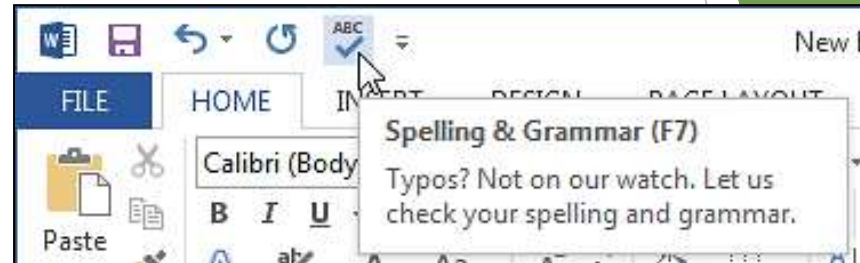 ABC
New
FILE HOME
Spelling & Grammar (F7)
Calibri (Body
Typos? Not on our watch. Let us
check your spelling and grammar.
B I U
Paste